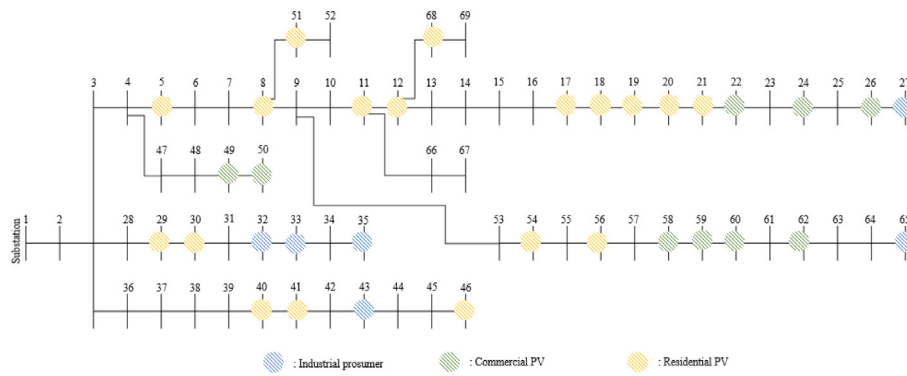 51 52 68 69
3 4 5 6 7 8 9 10 11 12 13 14 15 16 17 18 19 20 21 22 23 24 25 26 27
47 48 49 50 66 67
Substation
1 2 28 29 30 31 32 33 34 35 53 54 55 56 57 58 59 60 61 62 63 64 65
36 37 38 39 40 41 42 43 44 45 46
: Industrial prosumer : Commercial PV : Residential PV